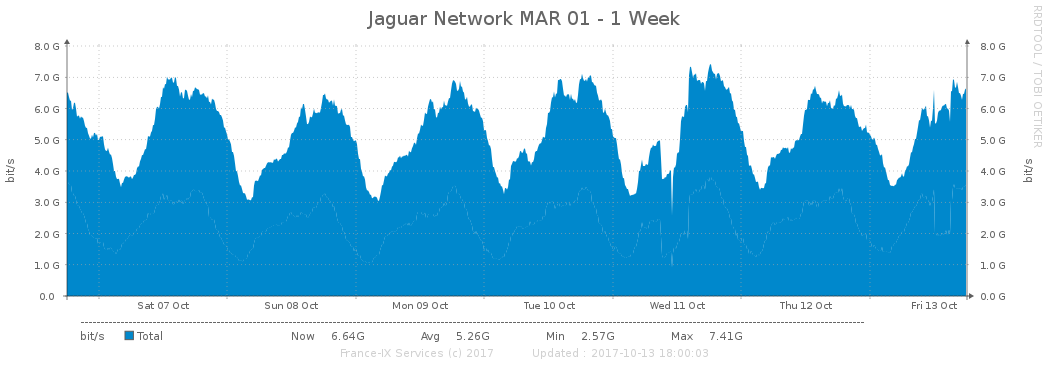 Jaguar Network MAR 01 - 1 Week
RRDTOOL / TOBI OETIKER
bit/s
bit/s
8.0 G 8.0 G
7.0 G 7.0 G
6.0 G 6.0 G
5.0 G 5.0 G
4.0 G 4.0 G
3.0 G 3.0 G
2.0 G 2.0 G
1.0 G 1.0 G
0.0 0.0 G
Sat 07 Oct Sun 08 Oct Mon 09 Oct Tue 10 Oct Wed 11 Oct Thu 12 Oct Fri 13 Oct
bit/s Total Now 6.64G Avg 5.26G Min 2.57G Max 7.41G
France-IX Services (c) 2017 Updated : 2017-10-13 18:00:03